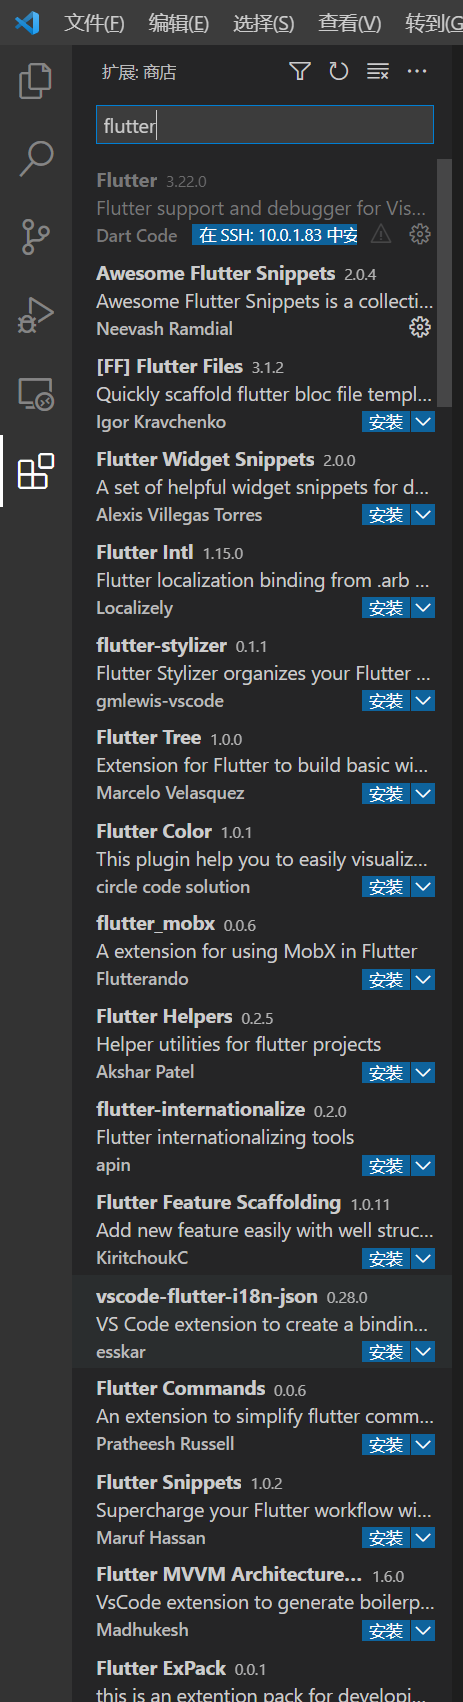 文件(F) 编辑(E) 选择(S) 查看(V) 转到(G
扩展: 商店
flutter
Flutter 3.22.0
Flutter support and debugger for Vis...
Dart Code 在 SSH: 10.0.1.83 中安
Awesome Flutter Snippets 2.0.4
Awesome Flutter Snippets is a collecti...
Neevash Ramdial
[FF] Flutter Files 3.1.2
Quickly scaffold flutter bloc file templ...
Igor Kravchenko 安装
Flutter Widget Snippets 2.0.0
A set of helpful widget snippets for d...
Alexis Villegas Torres 安装
Flutter Intl 1.15.0
Flutter localization binding from .arb ...
Localizely 安装
flutter-stylizer 0.1.1
Flutter Stylizer organizes your Flutter ...
gmlewis-vscode 安装
Flutter Tree 1.0.0
Extension for Flutter to build basic wi...
Marcelo Velasquez 安装
Flutter Color 1.0.1
This plugin help you to easily visualiz...
circle code solution 安装
flutter_mobx 0.0.6
A extension for using MobX in Flutter
Flutterando 安装
Flutter Helpers 0.2.5
Helper utilities for flutter projects
Akshar Patel 安装
flutter-internationalize 0.2.0
Flutter internationalizing tools
apin 安装
Flutter Feature Scaffolding 1.0.11
Add new feature easily with well struc...
KiritchoukC 安装
vscode-flutter-i18n-json 0.28.0
VS Code extension to create a bindin...
esskar 安装
Flutter Commands 0.0.6
An extension to simplify flutter comm...
Pratheesh Russell 安装
Flutter Snippets 1.0.2
Supercharge your Flutter workflow wi...
Maruf Hassan 安装
Flutter MVVM Architecture... 1.6.0
VsCode extension to generate boilerp...
Madhukesh 安装
Flutter ExPack 0.0.1
this is an extention pack for developi...